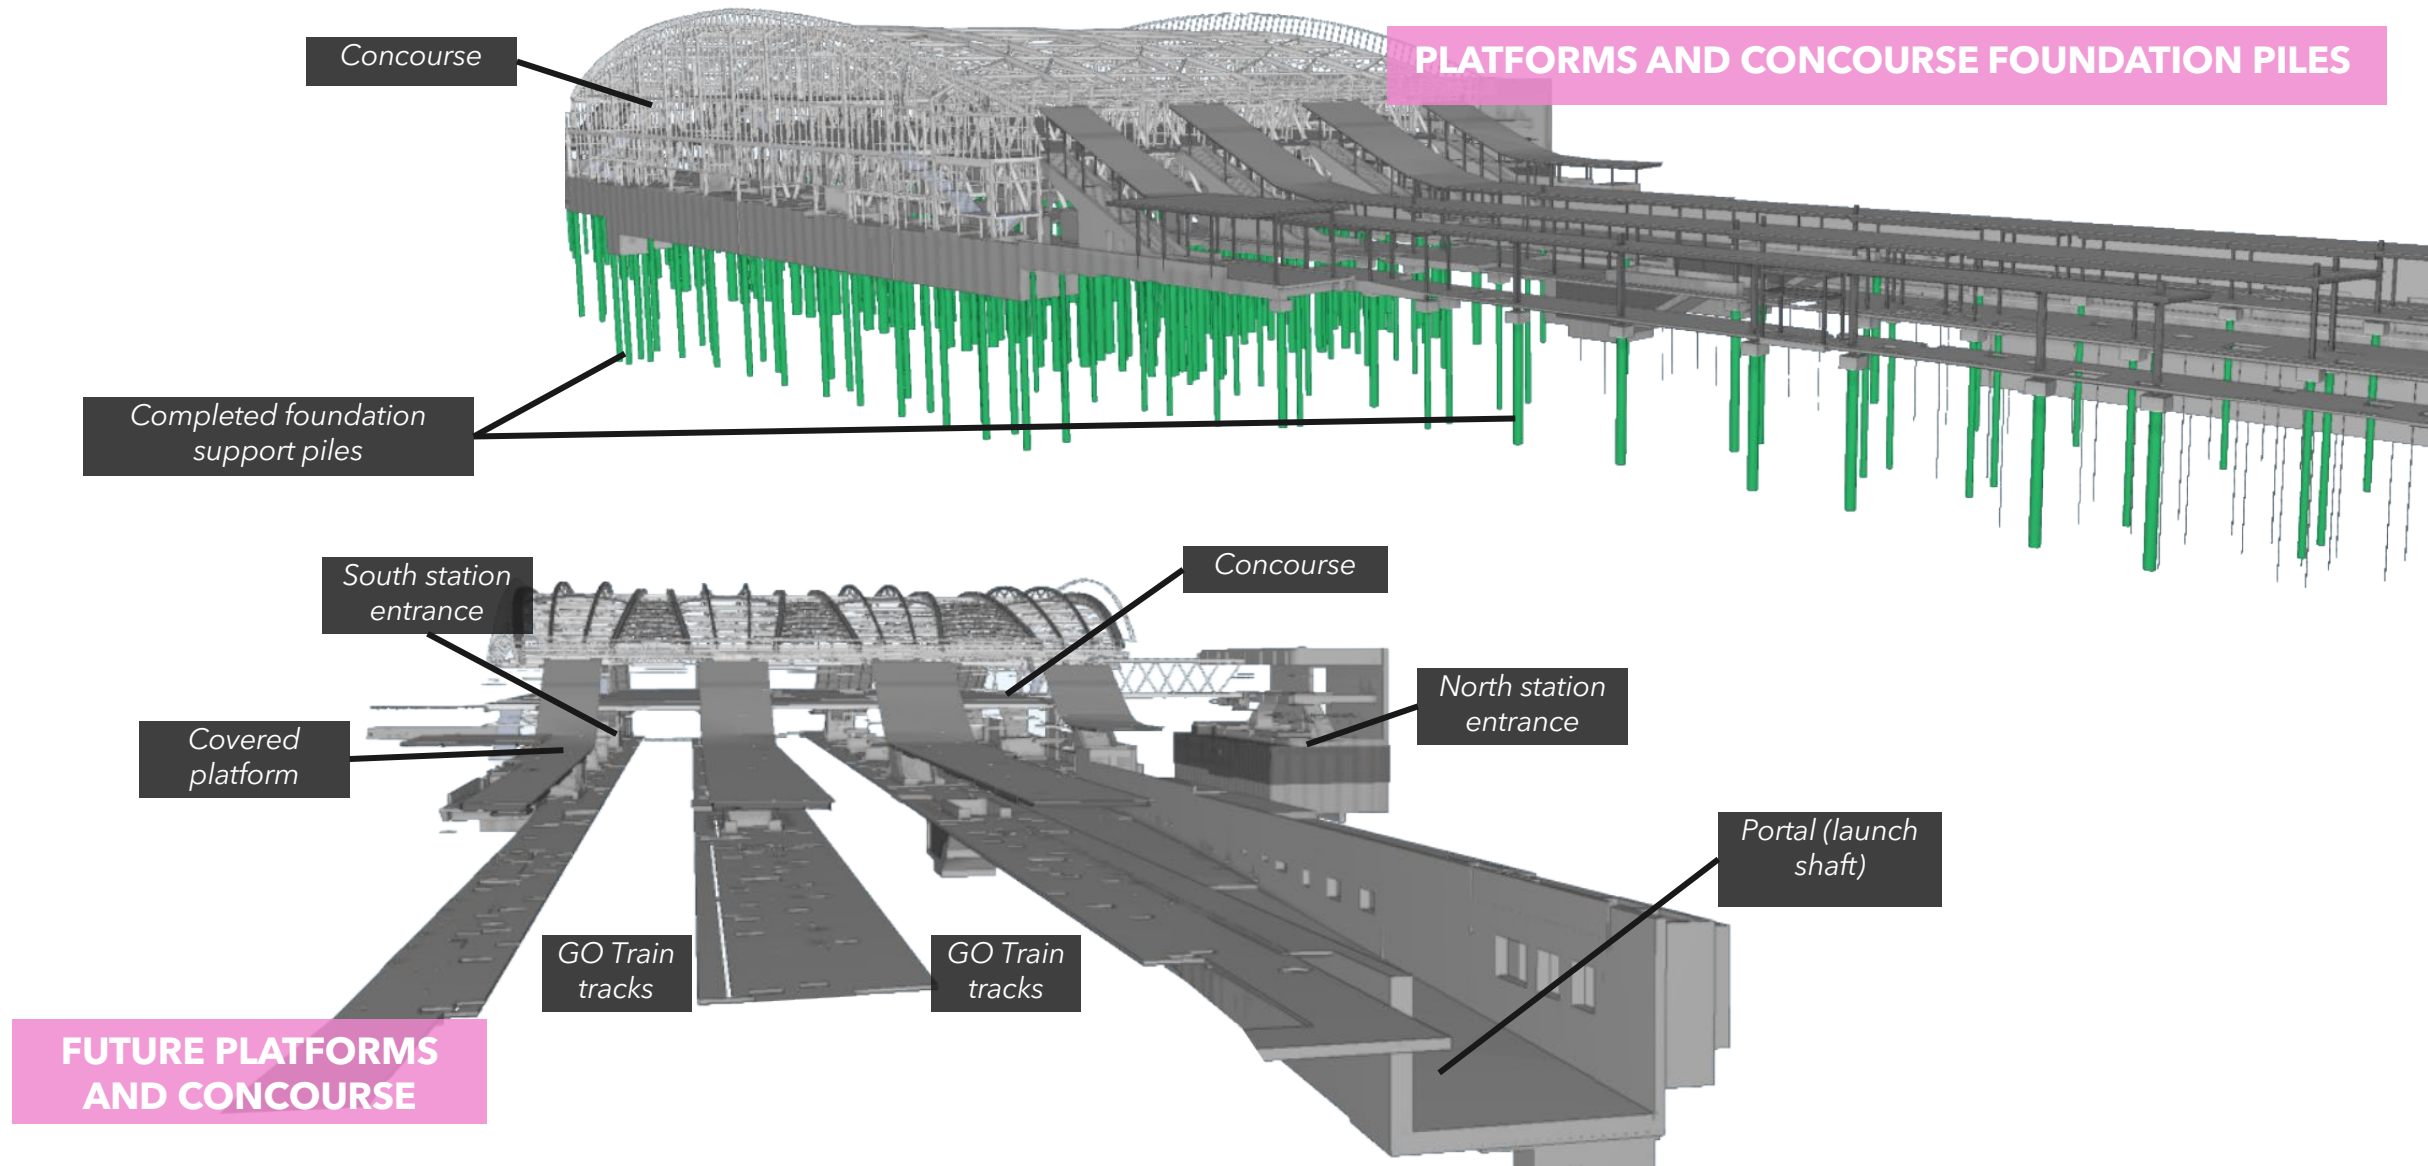 Concourse
PLATFORMS AND CONCOURSE FOUNDATION PILES
Completed foundation
support piles
South station
entrance
Concourse
North station
entrance
Covered
platform
Portal (launch
shaft)
GO Train
tracks
GO Train
tracks
FUTURE PLATFORMS
AND CONCOURSE